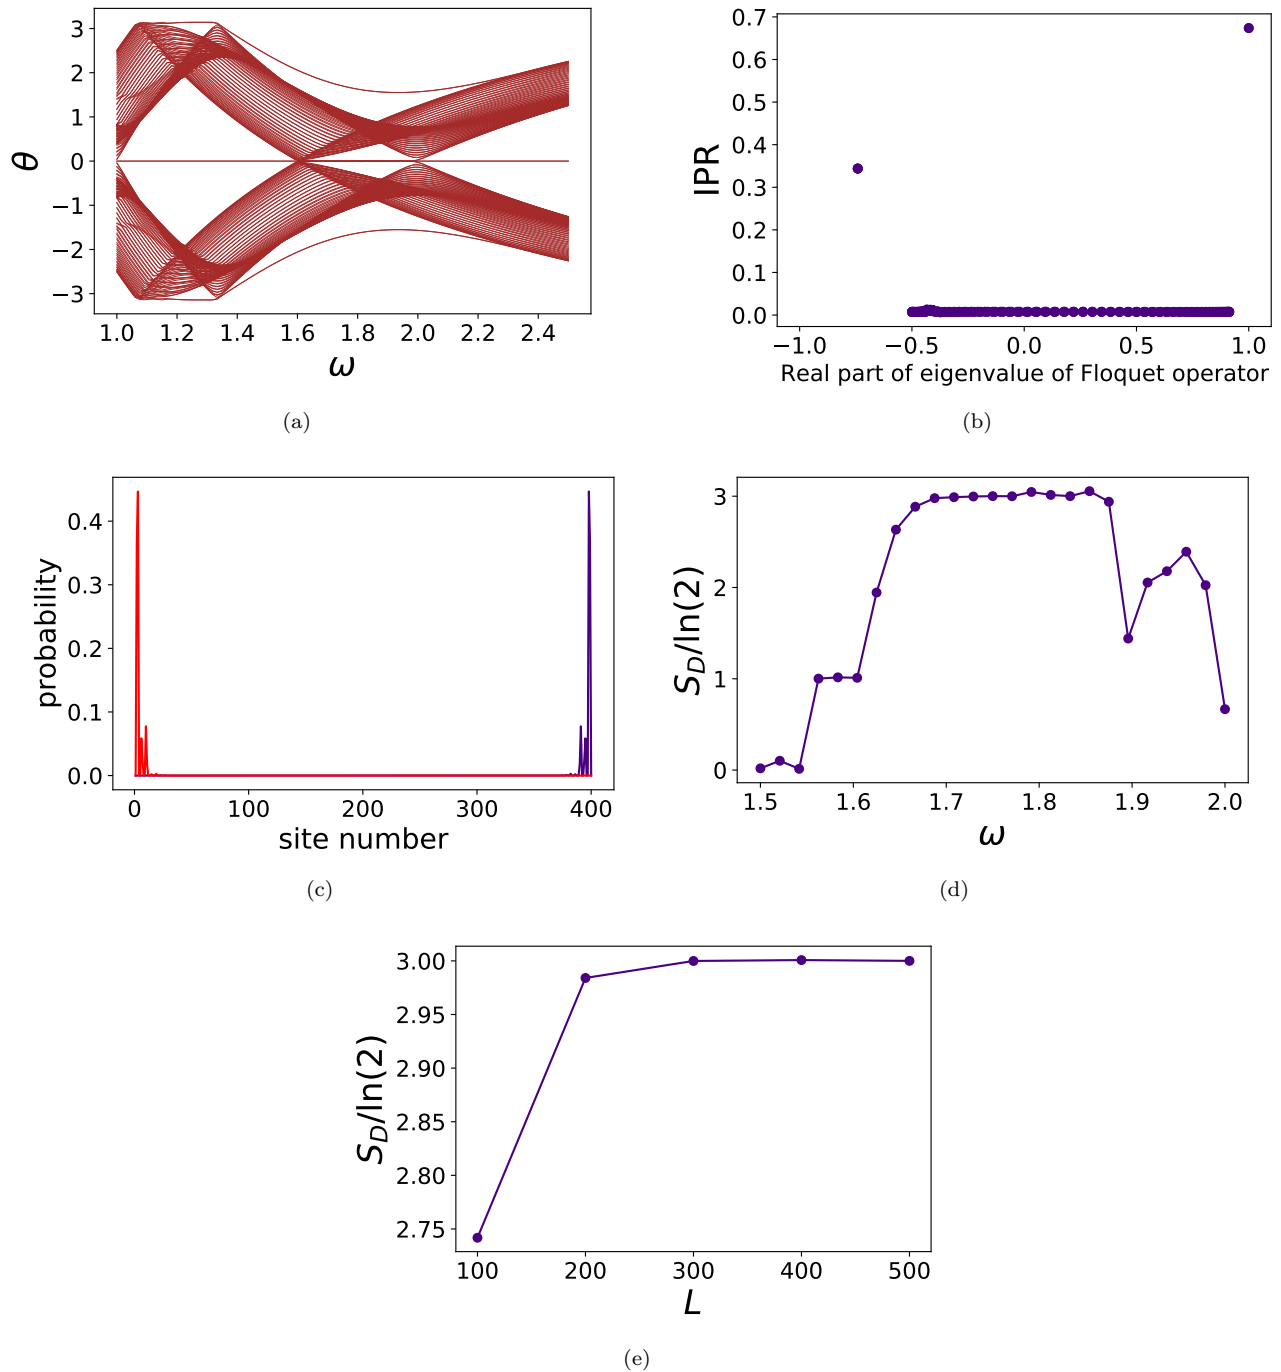 3
2
1
0
−1
−2
−3
θ
1.0 1.2 1.4 1.6 1.8 2.0 2.2 2.4
ω
(a)
0.7
0.6
0.5
0.4
0.3
0.2
0.1
0.0
IPR
−1.0 −0.5 0.0 0.5 1.0
Real part of eigenvalue of Floquet operator
(b)
0.4
0.3
0.2
0.1
0.0
probability
0 100 200 300 400
site number
(c)
3
2
1
0
S_D/ln(2)
1.5 1.6 1.7 1.8 1.9 2.0
ω
(d)
3.00
2.95
2.90
2.85
2.80
2.75
S_D/ln(2)
100 200 300 400 500
L
(e)